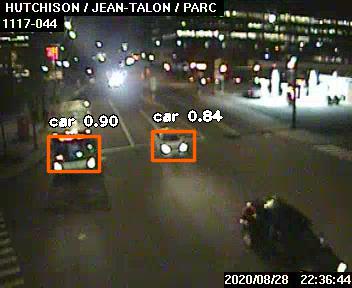 HUTCHISON / JEAN-TALON / PARC
1117-044
car 0.90
car 0.84
2020/08/28 22:36:44